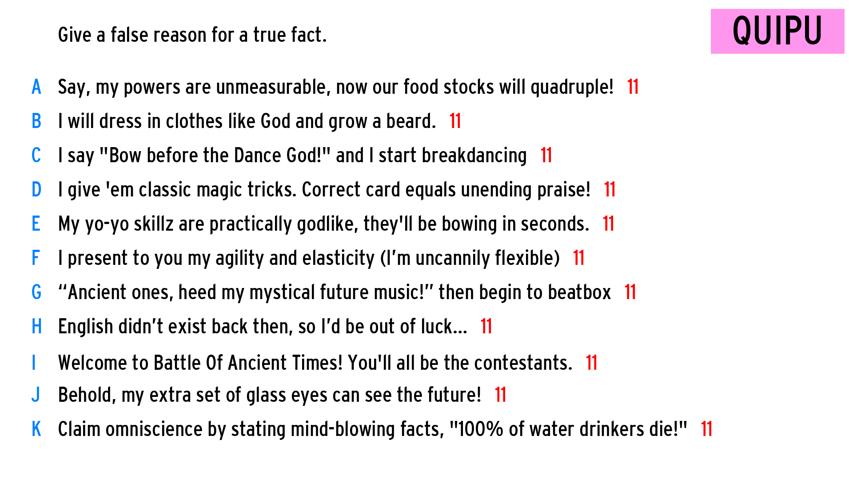 Give a false reason for a true fact.
QUIPU
A Say, my powers are unmeasurable, now our food stocks will quadruple! 11
B I will dress in clothes like God and grow a beard. 11
C I say "Bow before the Dance God!" and I start breakdancing 11
D I give 'em classic magic tricks. Correct card equals unending praise! 11
E My yo-yo skillz are practically godlike, they'll be bowing in seconds. 11
F I present to you my agility and elasticity (I’m uncannily flexible) 11
G “Ancient ones, heed my mystical future music!” then begin to beatbox 11
H English didn’t exist back then, so I’d be out of luck... 11
I Welcome to Battle Of Ancient Times! You'll all be the contestants. 11
J Behold, my extra set of glass eyes can see the future! 11
K Claim omniscience by stating mind-blowing facts, "100% of water drinkers die!" 11